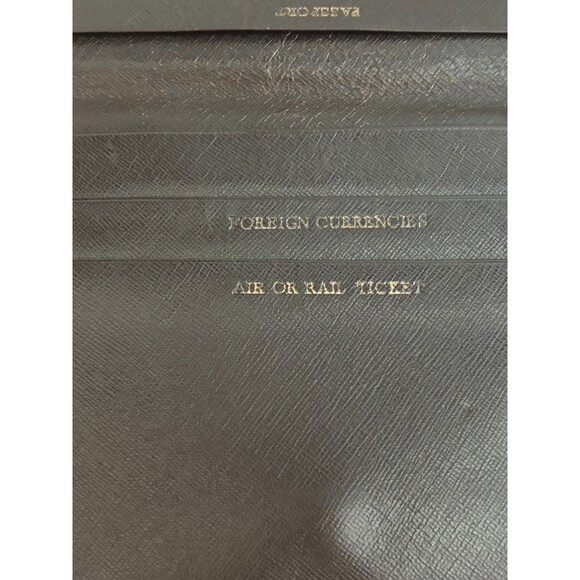 PASSPORT
FOREIGN CURRENCIES
AIR OR RAIL TICKET